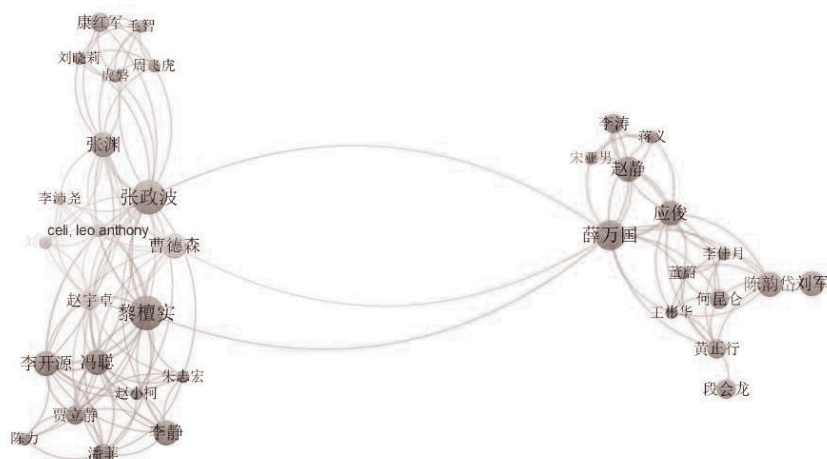 康红军
毛智
刘晓莉
周飞虎
虎磐
张渊
张政波
李沛尧
celi, leo anthony
曹德森
赵宇卓
黎檀实
李开源
冯聪
朱志宏
赵小柯
贾立静
李静
陈力
潘菲
李涛
蒋义
宋亚男
赵静
应俊
薛万国
李佳月
董蔚
陈韵岱
刘军
何昆仑
王彬华
黄正行
段会龙